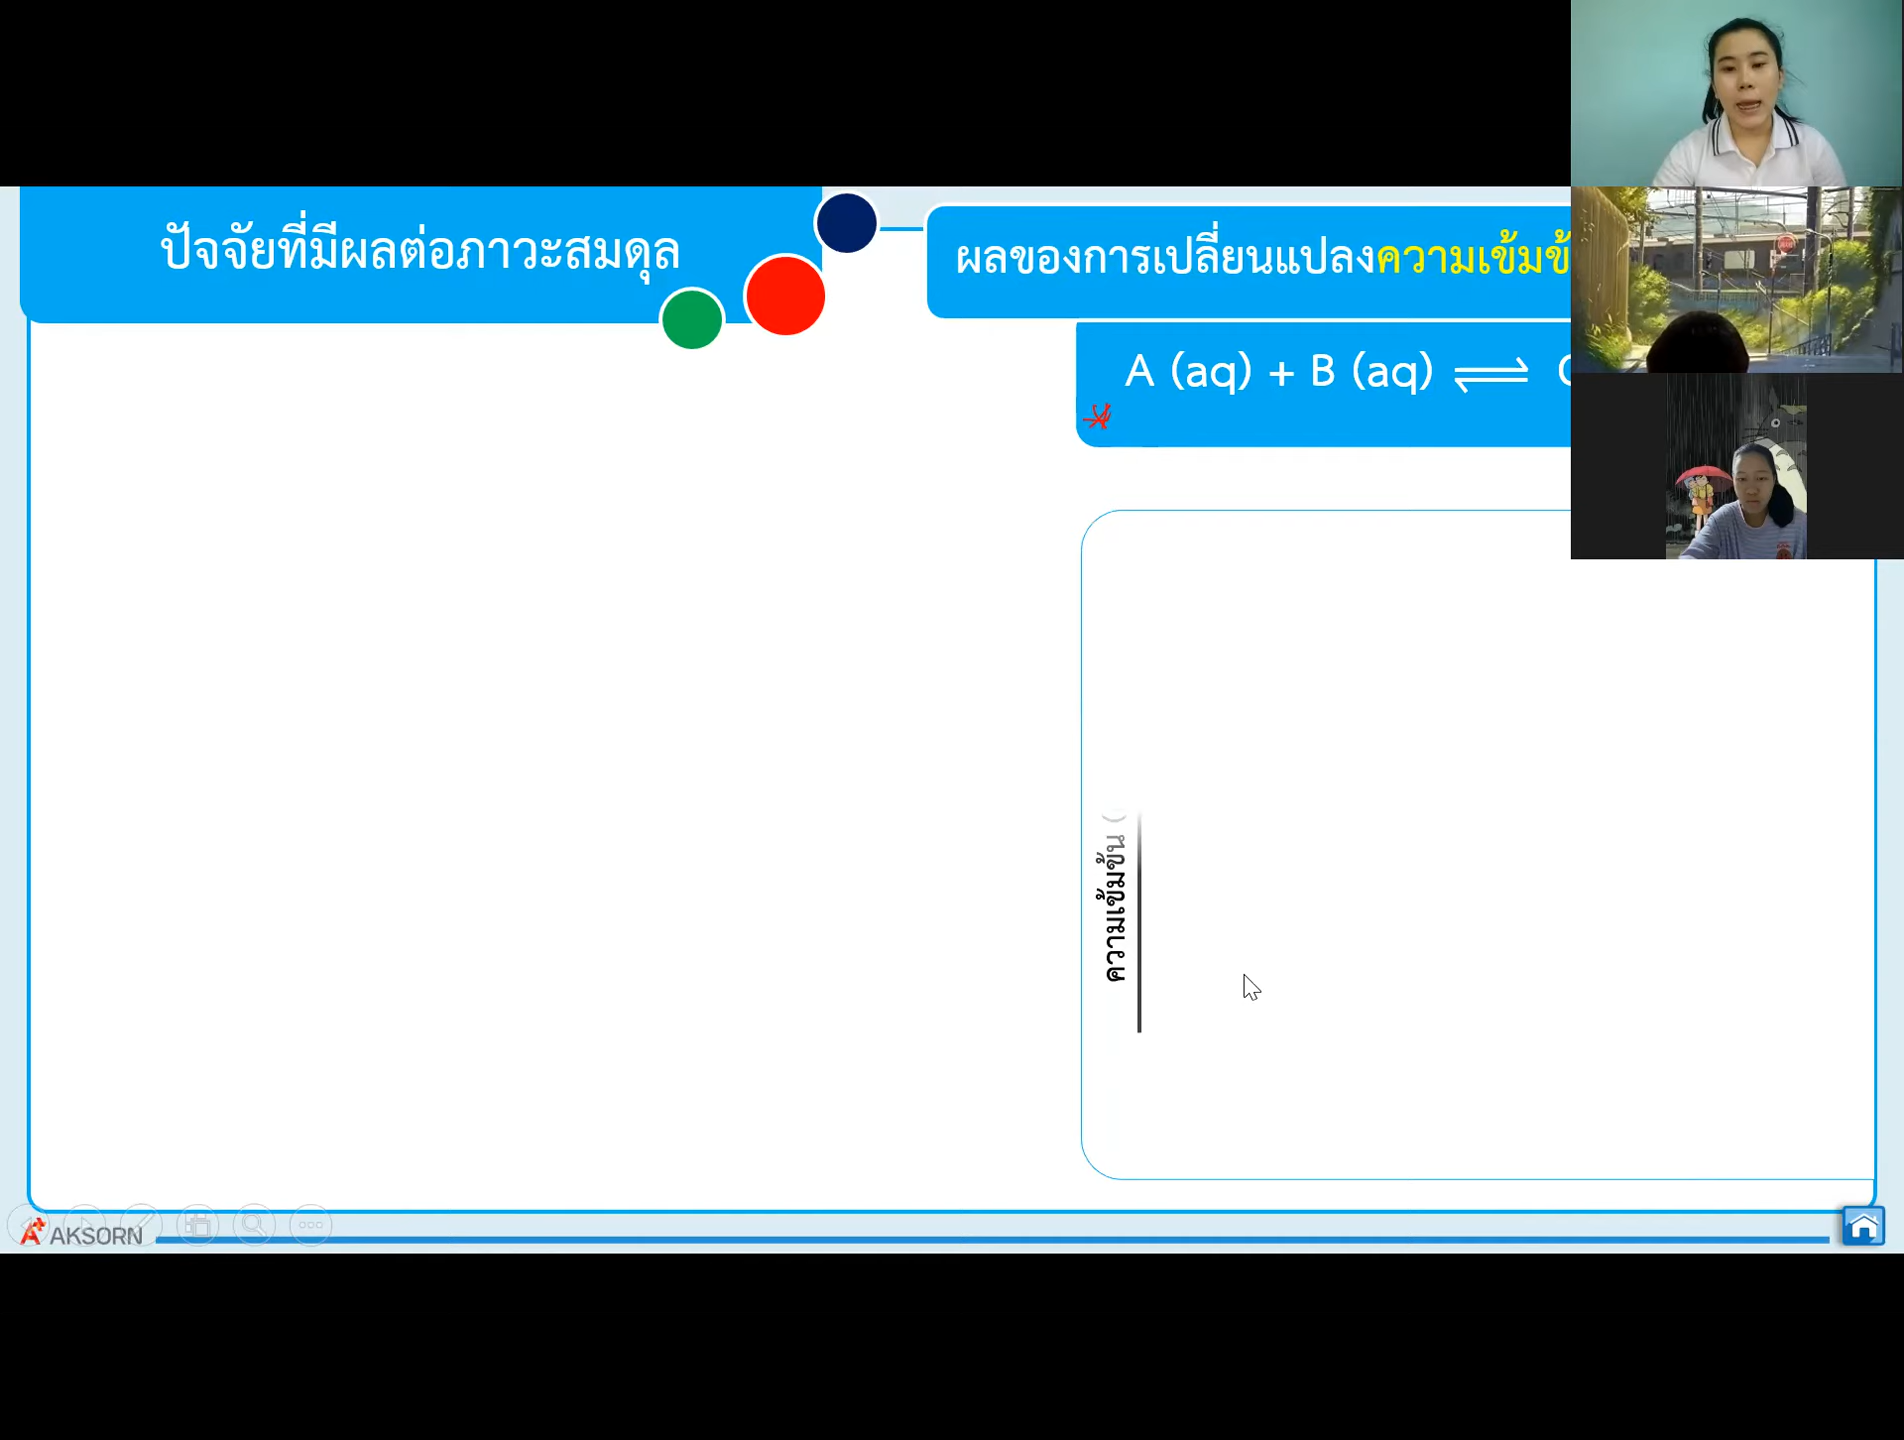 ปัจจัยที่มีผลต่อภาวะสมดุล
ผลของการเปลี่ยนแปลงความเข้มข้
A (aq) + B (aq) ⇌
ความเข้มข้น (
AKSORN